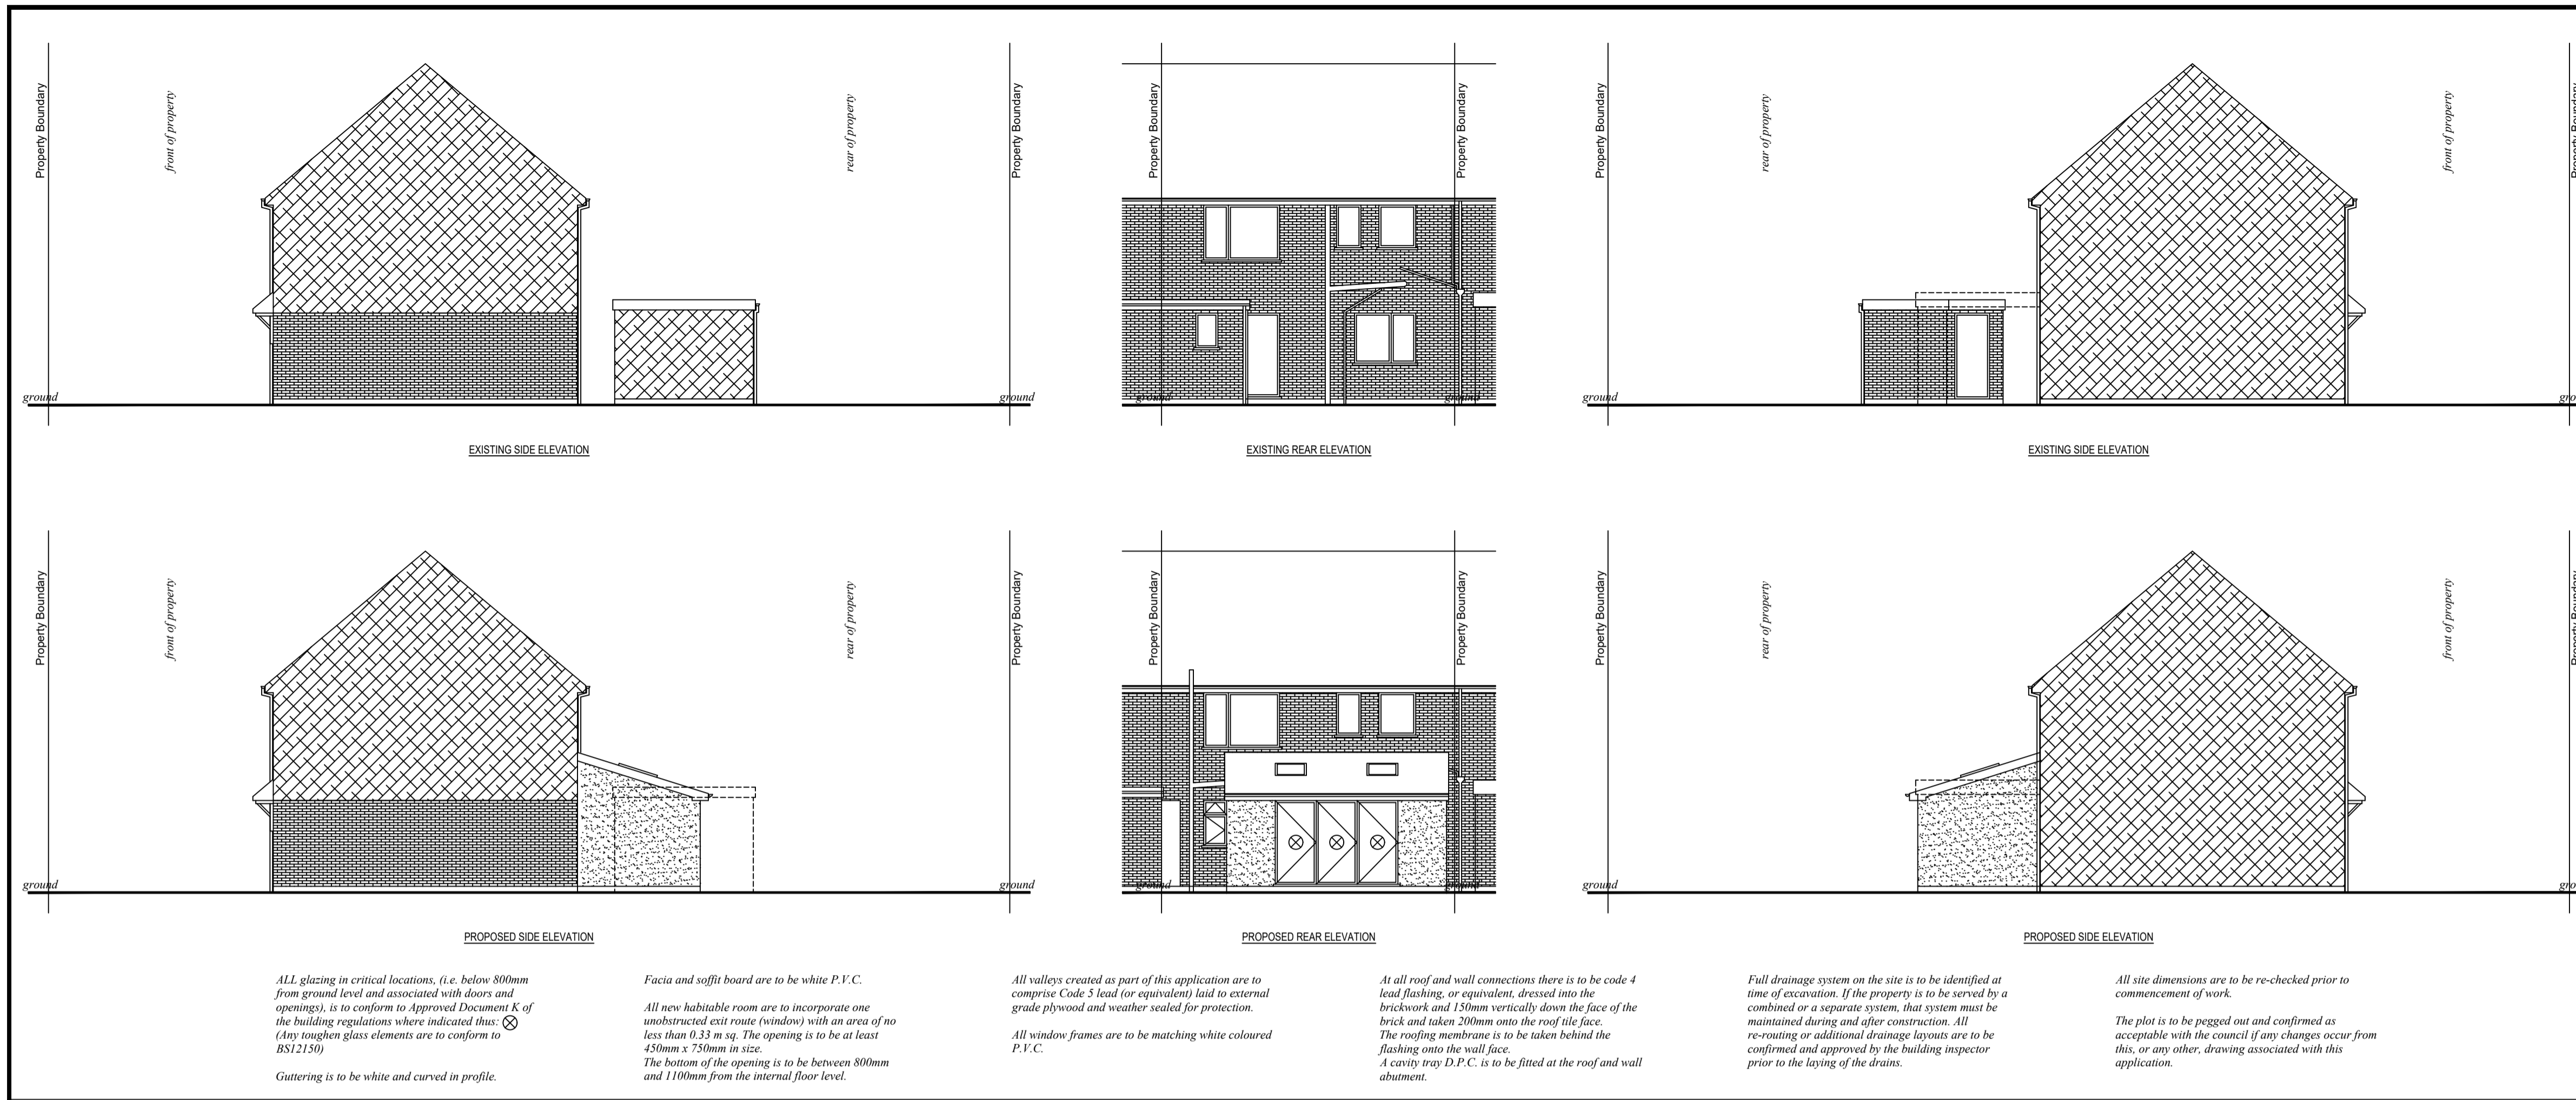 Property Boundary
front of property
rear of property
Property Boundary
Property Boundary
Property Boundary
Property Boundary
rear of property
front of property
Property Boundary
ground
ground
ground
ground
ground
EXISTING SIDE ELEVATION
EXISTING REAR ELEVATION
EXISTING SIDE ELEVATION
Property Boundary
front of property
rear of property
Property Boundary
Property Boundary
Property Boundary
Property Boundary
rear of property
front of property
Property Boundary
ground
ground
ground
ground
ground
PROPOSED SIDE ELEVATION
PROPOSED REAR ELEVATION
PROPOSED SIDE ELEVATION
ALL glazing in critical locations, (i.e. below 800mm
from ground level and associated with doors and
openings), is to conform to Approved Document K of
the building regulations where indicated thus:
(Any toughen glass elements are to conform to
BS12150)
Guttering is to be white and curved in profile.
Facia and soffit board are to be white P.V.C.
All new habitable room are to incorporate one
unobstructed exit route (window) with an area of no
less than 0.33 m sq. The opening is to be at least
450mm x 750mm in size.
The bottom of the opening is to be between 800mm
and 1100mm from the internal floor level.
All valleys created as part of this application are to
comprise Code 5 lead (or equivalent) laid to external
grade plywood and weather sealed for protection.
All window frames are to be matching white coloured
P.V.C.
At all roof and wall connections there is to be code 4
lead flashing, or equivalent, dressed into the
brickwork and 150mm vertically down the face of the
brick and taken 200mm onto the roof tile face.
The roofing membrane is to be taken behind the
flashing onto the wall face.
A cavity tray D.P.C. is to be fitted at the roof and wall
abutment.
Full drainage system on the site is to be identified at
time of excavation. If the property is to be served by a
combined or a separate system, that system must be
maintained during and after construction. All
re-routing or additional drainage layouts are to be
confirmed and approved by the building inspector
prior to the laying of the drains.
All site dimensions are to be re-checked prior to
commencement of work.
The plot is to be pegged out and confirmed as
acceptable with the council if any changes occur from
this, or any other, drawing associated with this
application.